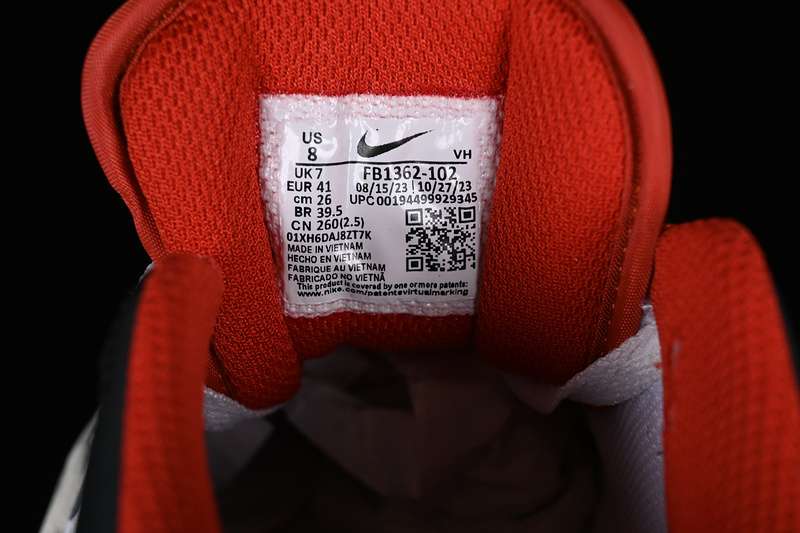 US
8
VH
UK 7
FB1362-102
EUR 41
08/15/23 | 10/27/23
cm 26
UPC 00194499929345
BR 39.5
CN 260(2.5)
01XH6DAJ8ZT7K
MADE IN VIETNAM
HECHO EN VIETNAM
FABRIQUE AU VIETNAM
FABRICADO NO VIETNÃ
This product is covered by one or more patents:
www.nike.com/patentsvirtualmarking